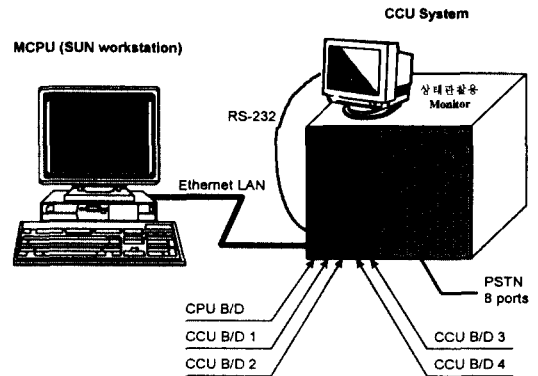 CCU System
MCPU (SUN workstation)
상태관찰용
Monitor
RS-232
Ethernet LAN
PSTN
8 ports
CPU B/D
CCU B/D 1
CCU B/D 2
CCU B/D 3
CCU B/D 4